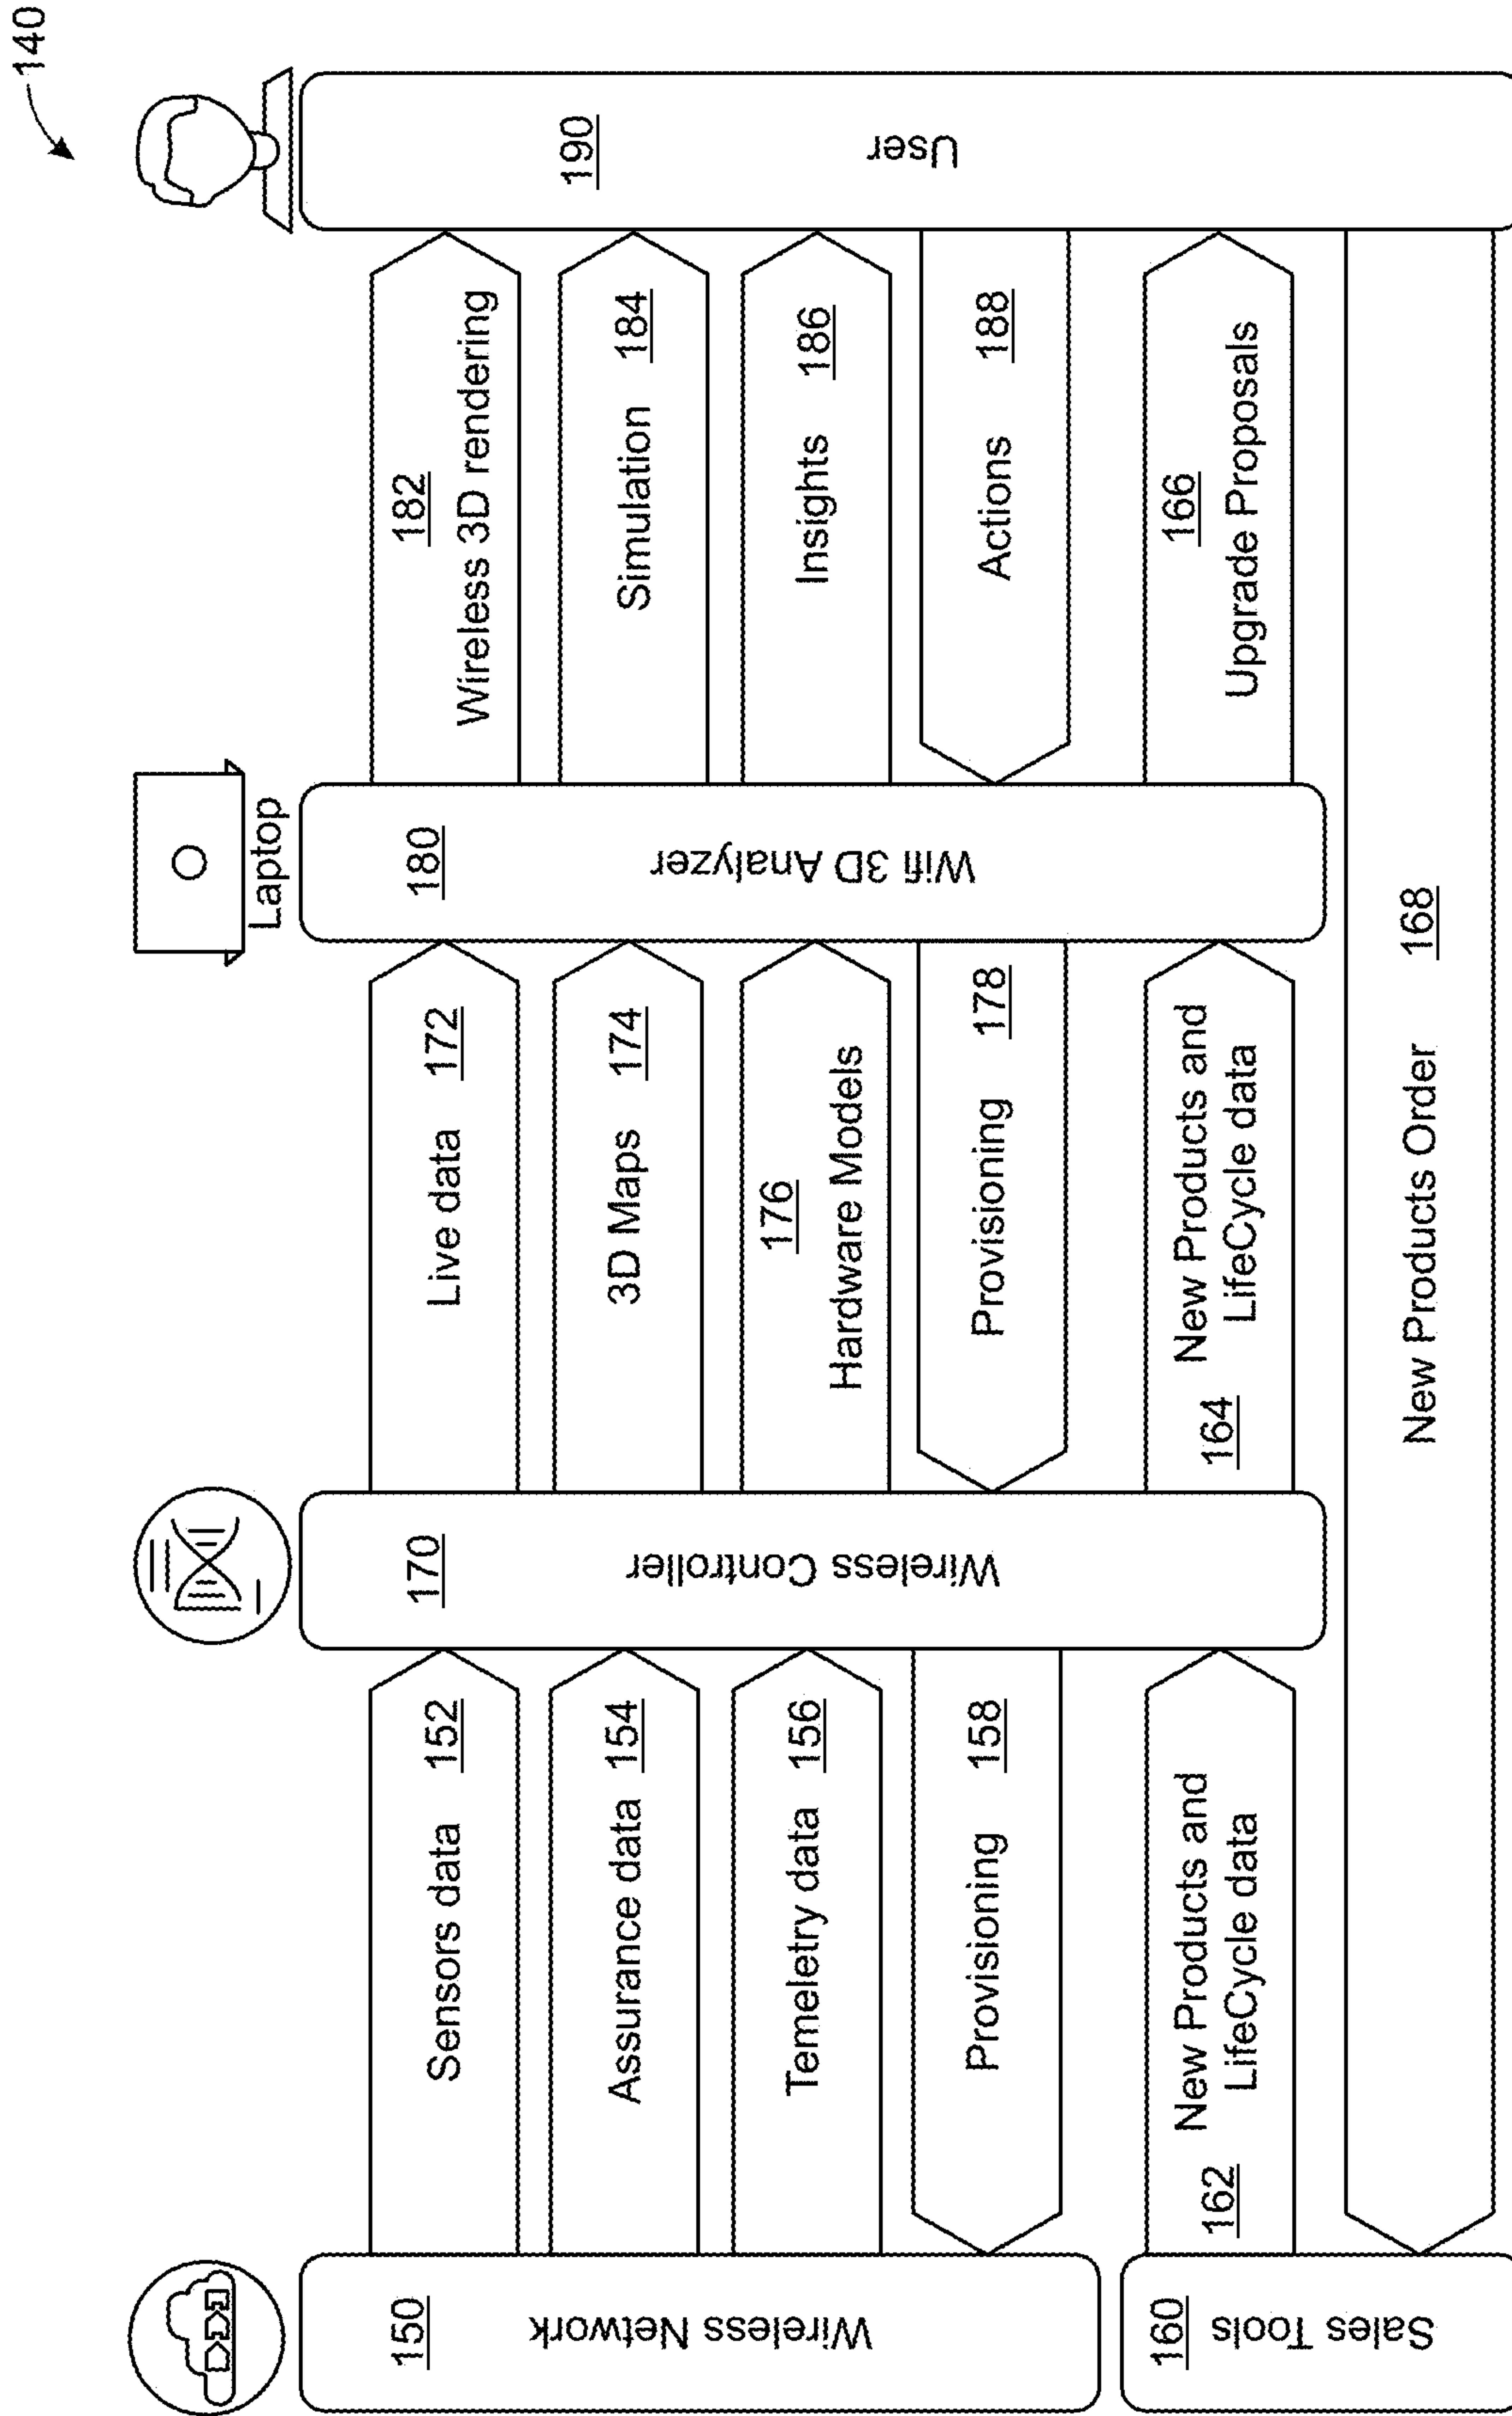 140
Laptop
150
Wireless Network
Sensors data 152
Assurance data 154
Temeletry data 156
Provisioning 158
160
Sales Tools
162
New Products and
LifeCycle data
170
Wireless Controller
Live data 172
3D Maps 174
176
Hardware Models
Provisioning 178
164
New Products and
LifeCycle data
180
Wifi 3D Analyzer
182
Wireless 3D rendering
Simulation 184
Insights 186
Actions 188
166
Upgrade Proposals
190
User
New Products Order 168